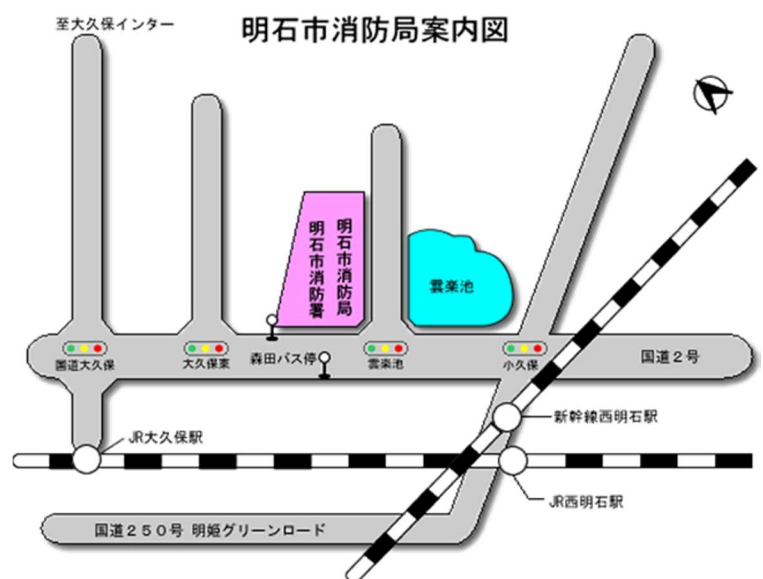 明石市消防局案内図
至大久保インター
明石市消防局
明石市消防署
雲楽池
国道大久保
大久保東
森田バス停
雲楽池
小久保
国道２号
新幹線西明石駅
JR大久保駅
JR西明石駅
国道２５０号 明姫グリーンロード